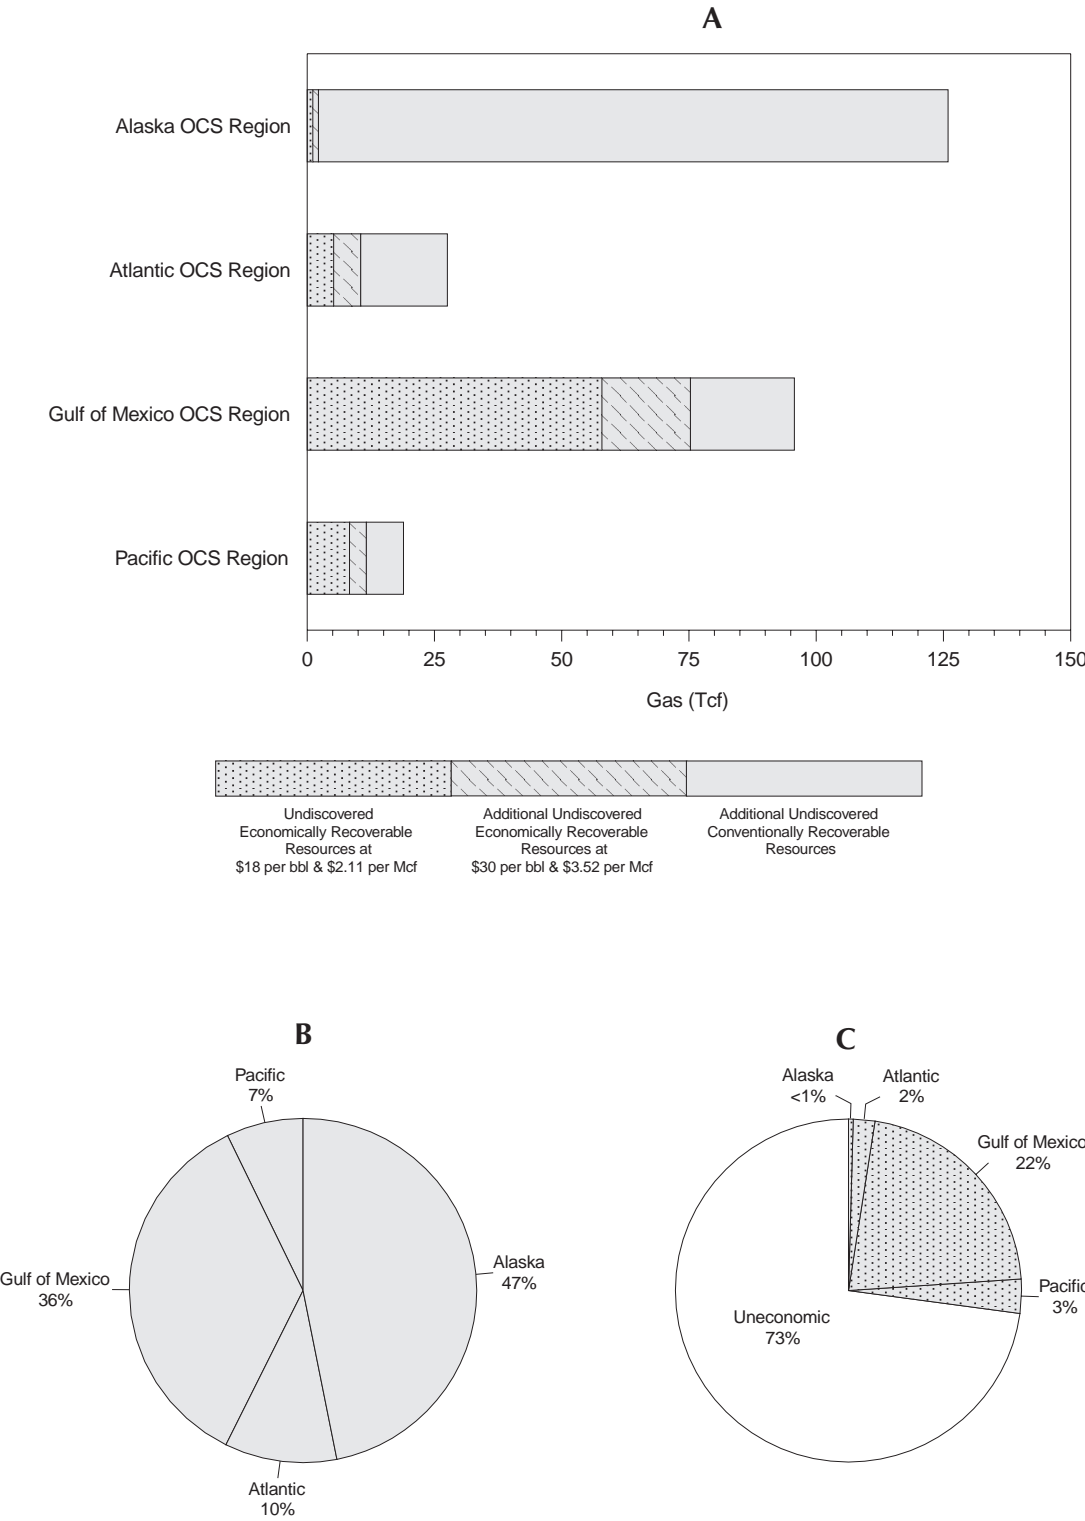 A
Alaska OCS Region
Atlantic OCS Region
Gulf of Mexico OCS Region
Pacific OCS Region
0 25 50 75 100 125 150
Gas (Tcf)
Undiscovered
Economically Recoverable
Resources at
$18 per bbl & $2.11 per Mcf
Additional Undiscovered
Economically Recoverable
Resources at
$30 per bbl & $3.52 per Mcf
Additional Undiscovered
Conventionally Recoverable
Resources
B
Pacific
7%
Gulf of Mexico
36%
Alaska
47%
Atlantic
10%
C
Alaska
<1%
Atlantic
2%
Gulf of Mexico
22%
Pacific
3%
Uneconomic
73%